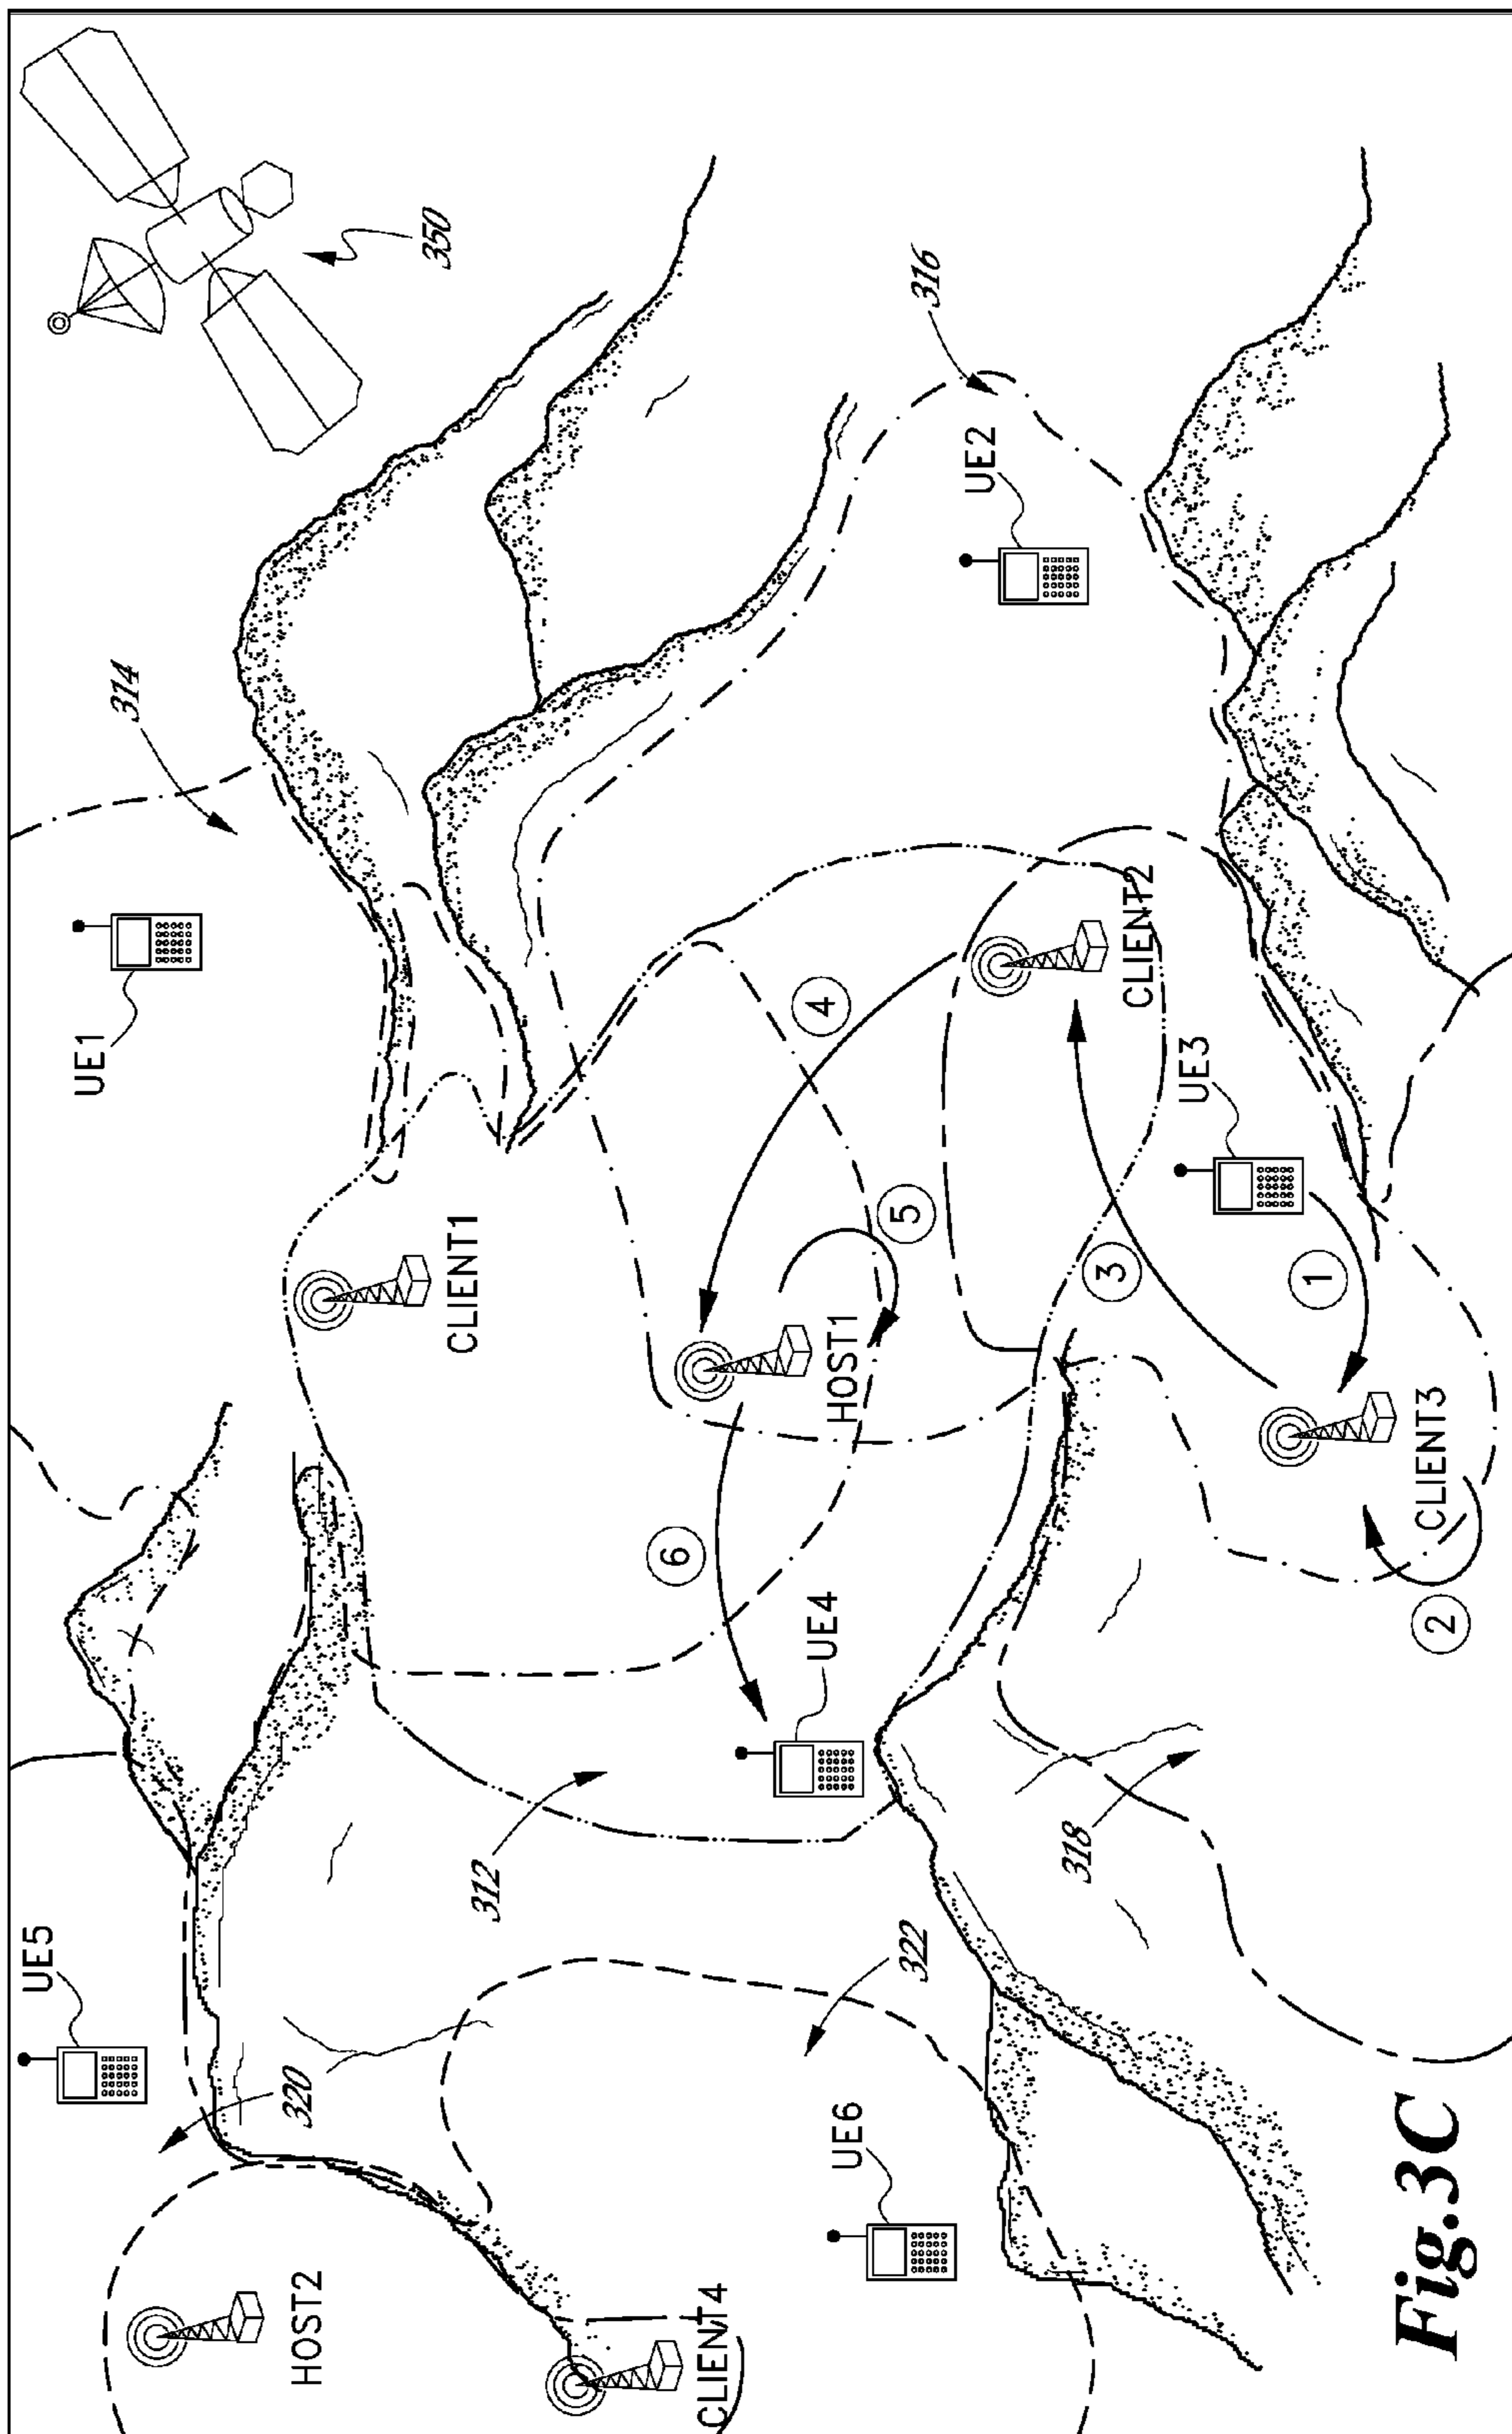 350
314
316
UE1
UE2
CLIENT1
CLIENT2
4
5
3
UE3
1
HOST1
6
UE4
CLIENT3
2
312
318
322
UE5
320
UE6
HOST2
CLIENT4
Fig.3C